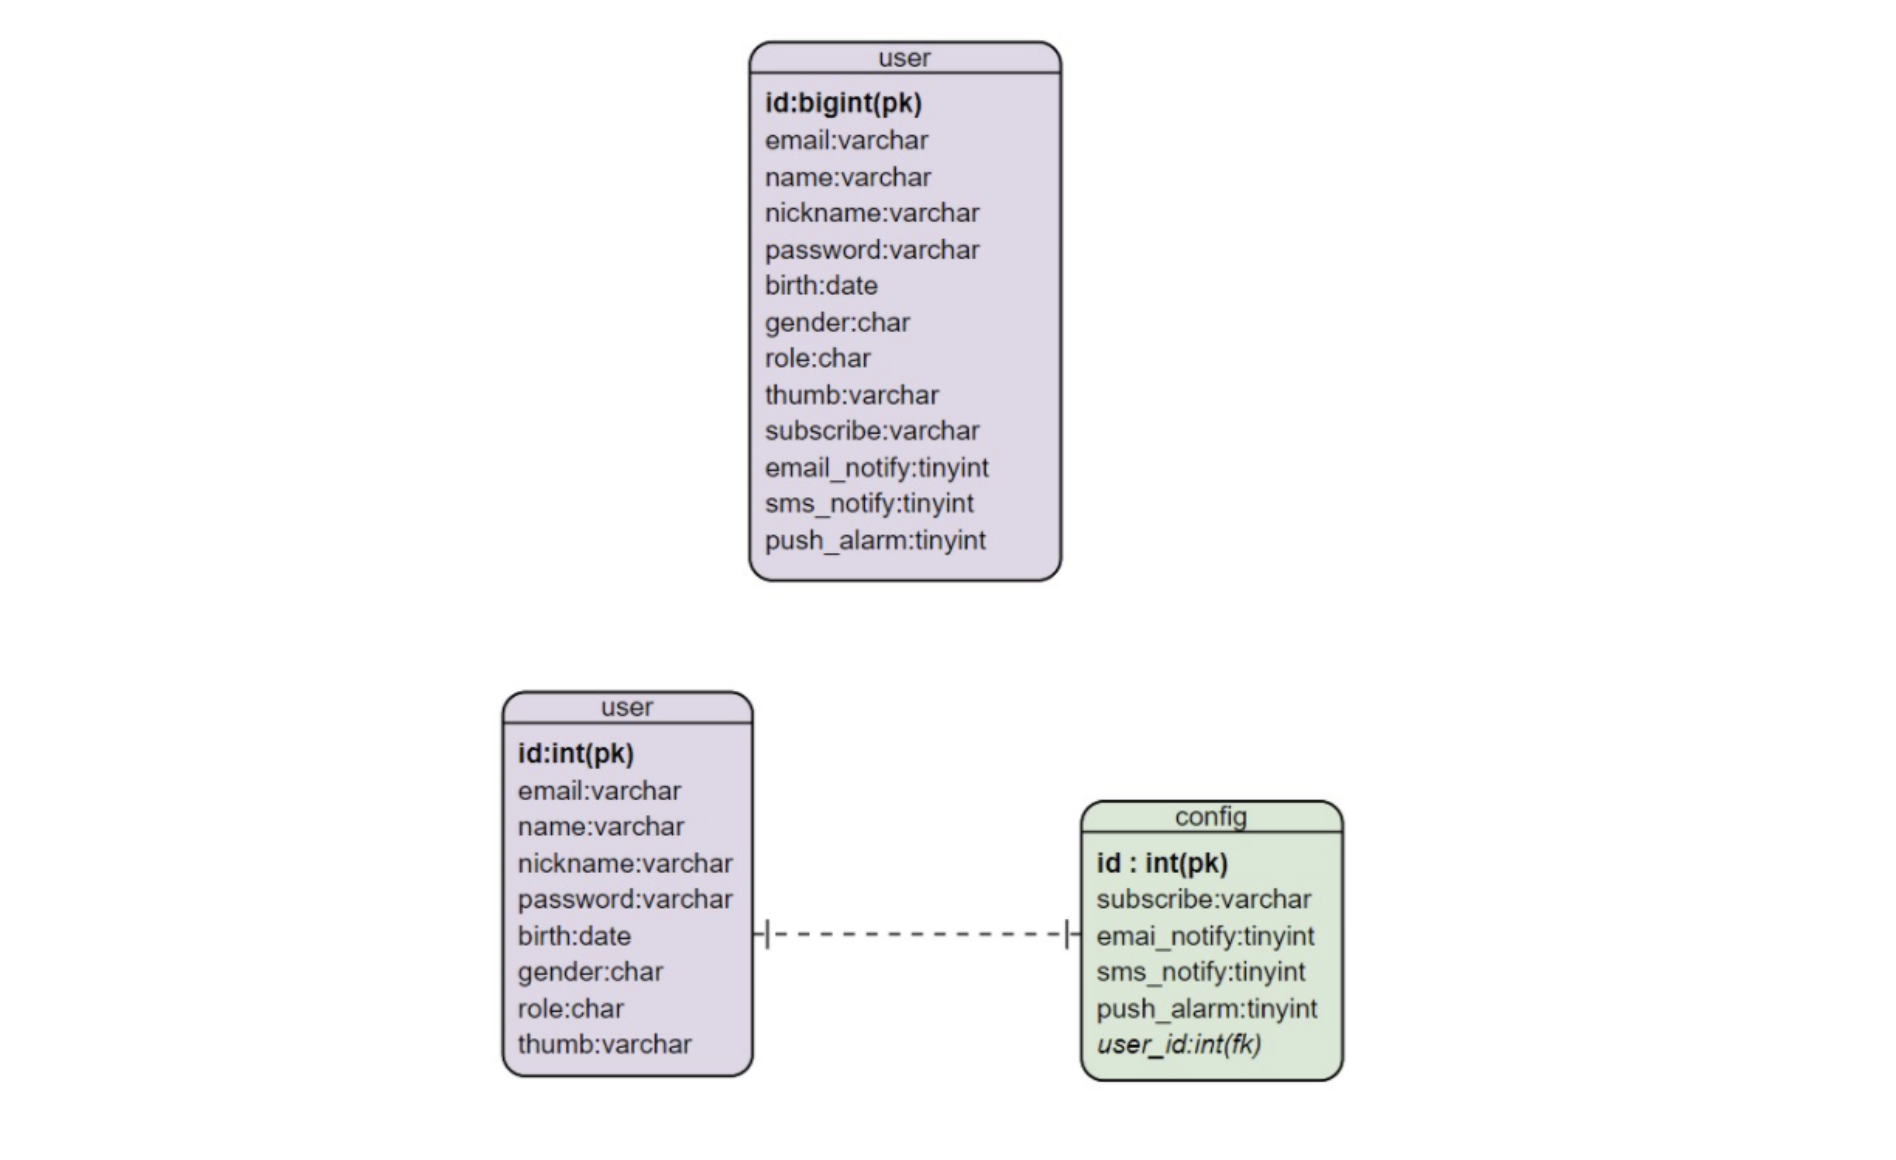 user
id:bigint(pk)
email:varchar
name:varchar
nickname:varchar
password:varchar
birth:date
gender:char
role:char
thumb:varchar
subscribe:varchar
email_notify:tinyint
sms_notify:tinyint
push_alarm:tinyint
user
id:int(pk)
email:varchar
name:varchar
nickname:varchar
password:varchar
birth:date
gender:char
role:char
thumb:varchar
config
id : int(pk)
subscribe:varchar
emai_notify:tinyint
sms_notify:tinyint
push_alarm:tinyint
user_id:int(fk)